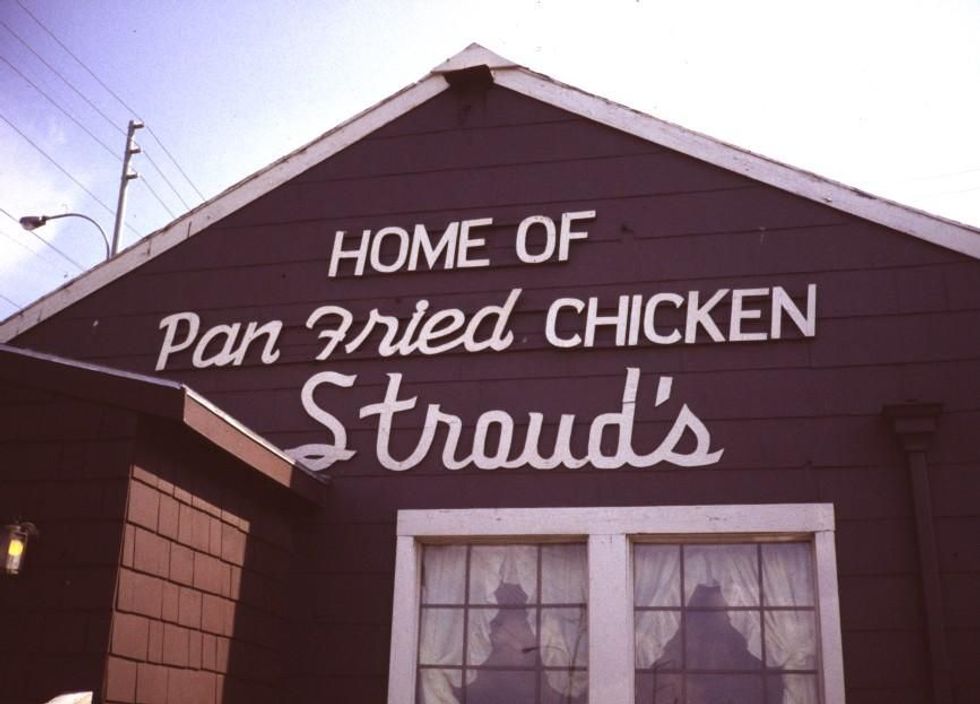 HOME OF
Pan Fried CHICKEN
Stroud's